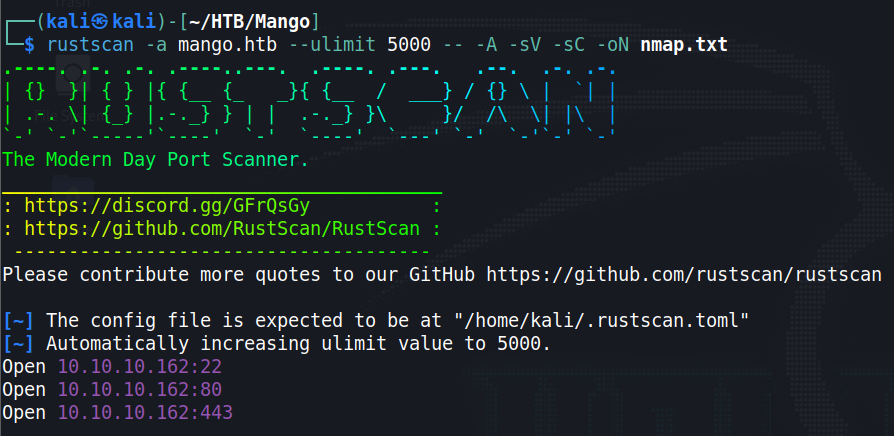 ┌──(kali㉿kali)-[~/HTB/Mango]
└─$ rustscan -a mango.htb --ulimit 5000 -- -A -sV -sC -oN nmap.txt
.----. .-. .-. .----..---.  .----. .---.   .--.  .-. .-.
| {}  }| { } |{ {__ {_   _}{ {__  /  ___} / {} \ |  `| |
| .-. \| {_} |.-._} } | |  .-._} }\     }/  /\  \| |\  |
`-' `-'`-----'`----'  `-'  `----'  `---' `-'  `-'`-' `-'
The Modern Day Port Scanner.
________________________________________
: https://discord.gg/GFrQsGy           :
: https://github.com/RustScan/RustScan :
 --------------------------------------
Please contribute more quotes to our GitHub https://github.com/rustscan/rustscan
[~] The config file is expected to be at "/home/kali/.rustscan.toml"
[~] Automatically increasing ulimit value to 5000.
Open 10.10.10.162:22
Open 10.10.10.162:80
Open 10.10.10.162:443